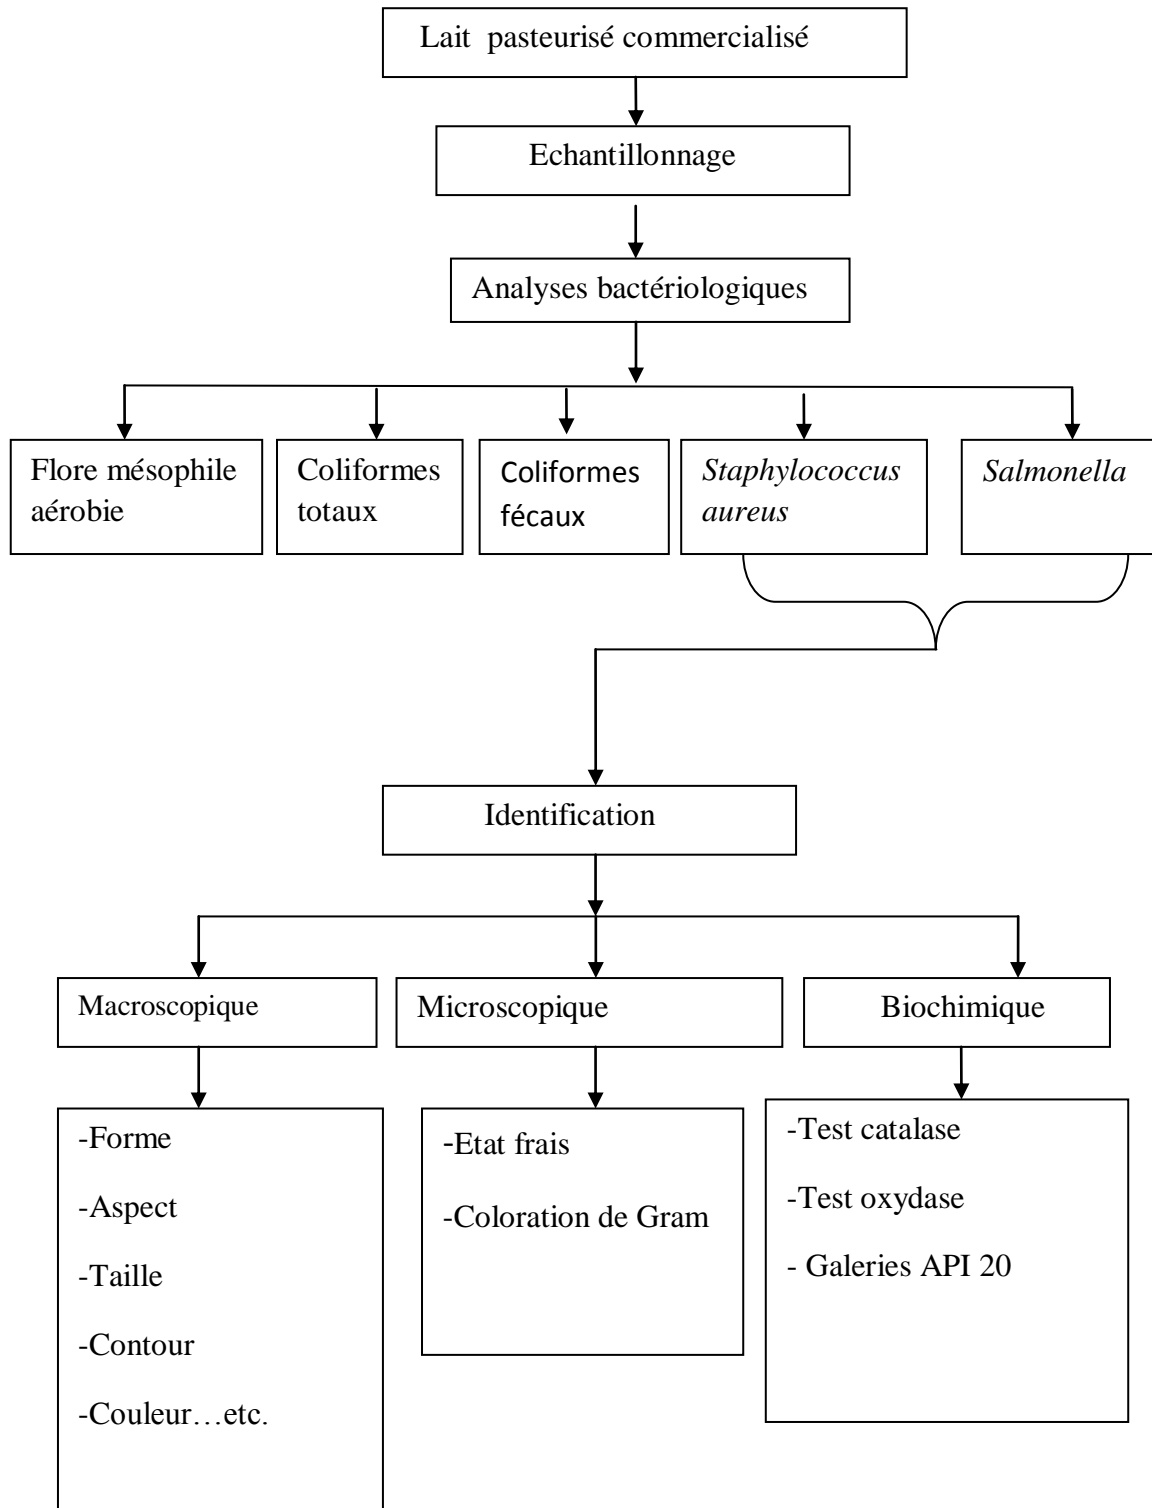 Lait  pasteurisé commercialisé
Echantillonnage
Analyses bactériologiques
Flore mésophile
aérobie
Coliformes
totaux
Coliformes
fécaux
Staphylococcus
aureus
Salmonella
Identification
Macroscopique
Microscopique
Biochimique
-Forme
-Aspect
-Taille
-Contour
-Couleur…etc.
-Etat frais
-Coloration de Gram
-Test catalase
-Test oxydase
- Galeries API 20